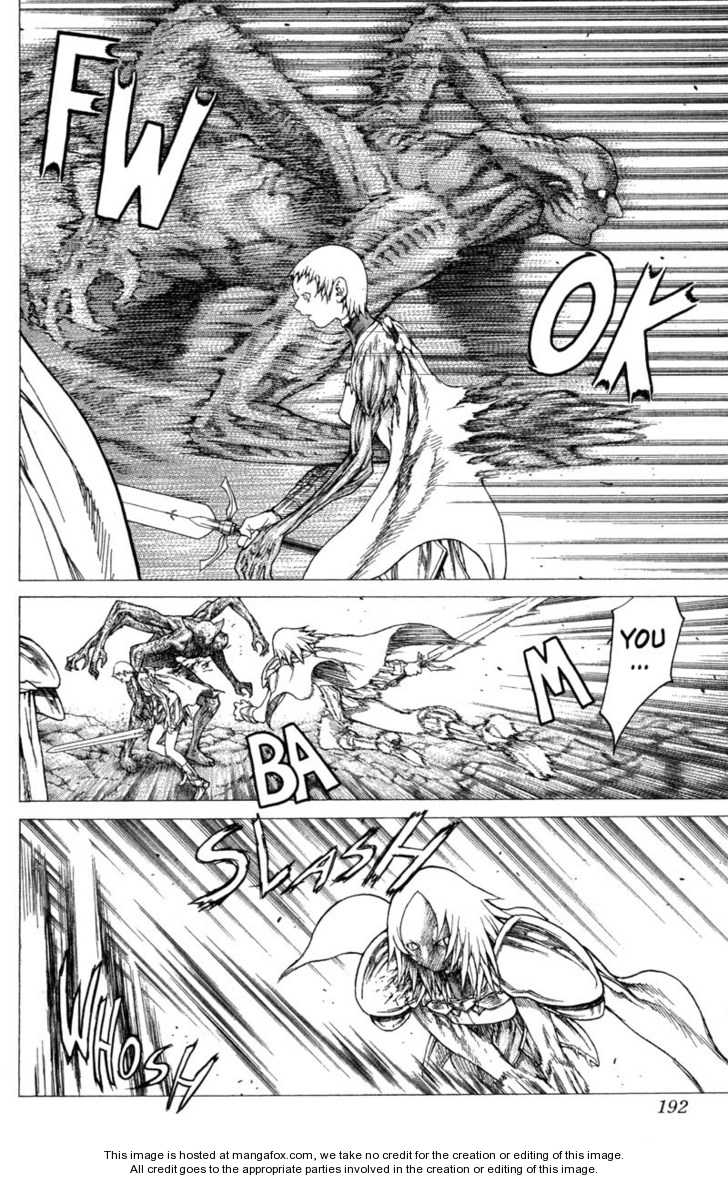 FW
OK
YOU
...
BA
M
SLASH
WHOSH
192
This image is hosted at mangafox.com, we take no credit for the creation or editing of this image.
All credit goes to the appropriate parties involved in the creation or editing of this image.